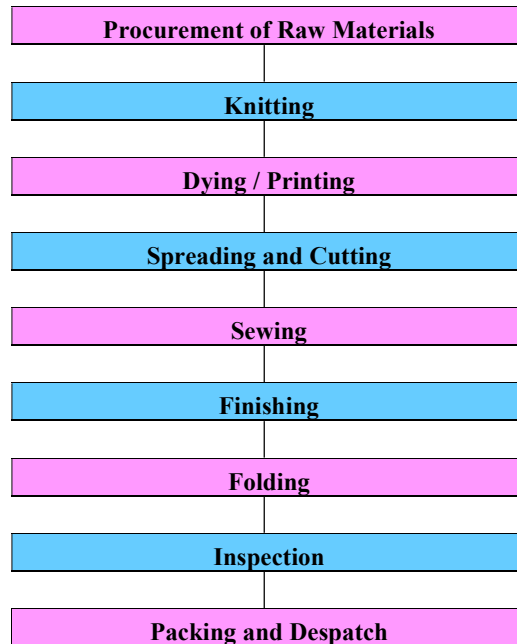 Procurement of Raw Materials
Knitting
Dying / Printing
Spreading and Cutting
Sewing
Finishing
Folding
Inspection
Packing and Despatch